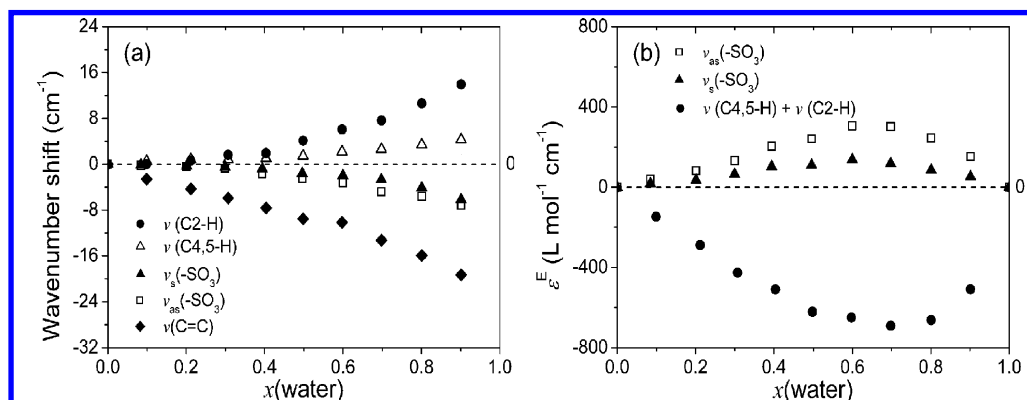 (a)
24
16
8
0
-8
-16
-24
-32
Wavenumber shift (cm⁻¹)
0
ν (C2-H)
ν (C4,5-H)
νs(-SO3)
νas(-SO3)
ν(C=C)
0.0 0.2 0.4 0.6 0.8 1.0
x(water)
(b)
800
400
0
-400
-800
εᴱ (L mol⁻¹ cm⁻¹)
νas(-SO3)
νs(-SO3)
ν (C4,5-H) + ν (C2-H)
0
0.0 0.2 0.4 0.6 0.8 1.0
x(water)